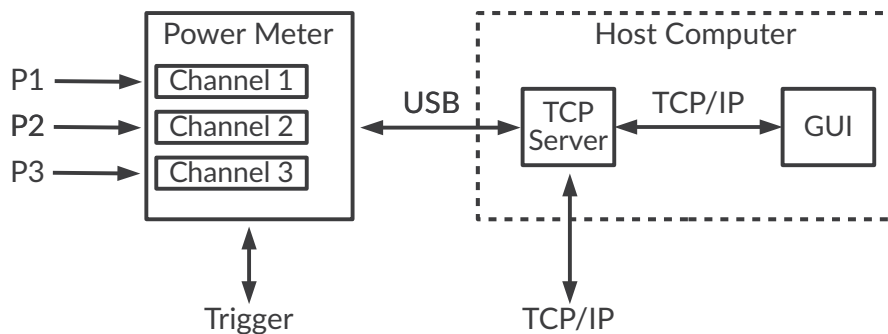 Power Meter
Host Computer
P1
Channel 1
P2
Channel 2
P3
Channel 3
USB
TCP
Server
TCP/IP
GUI
Trigger
TCP/IP